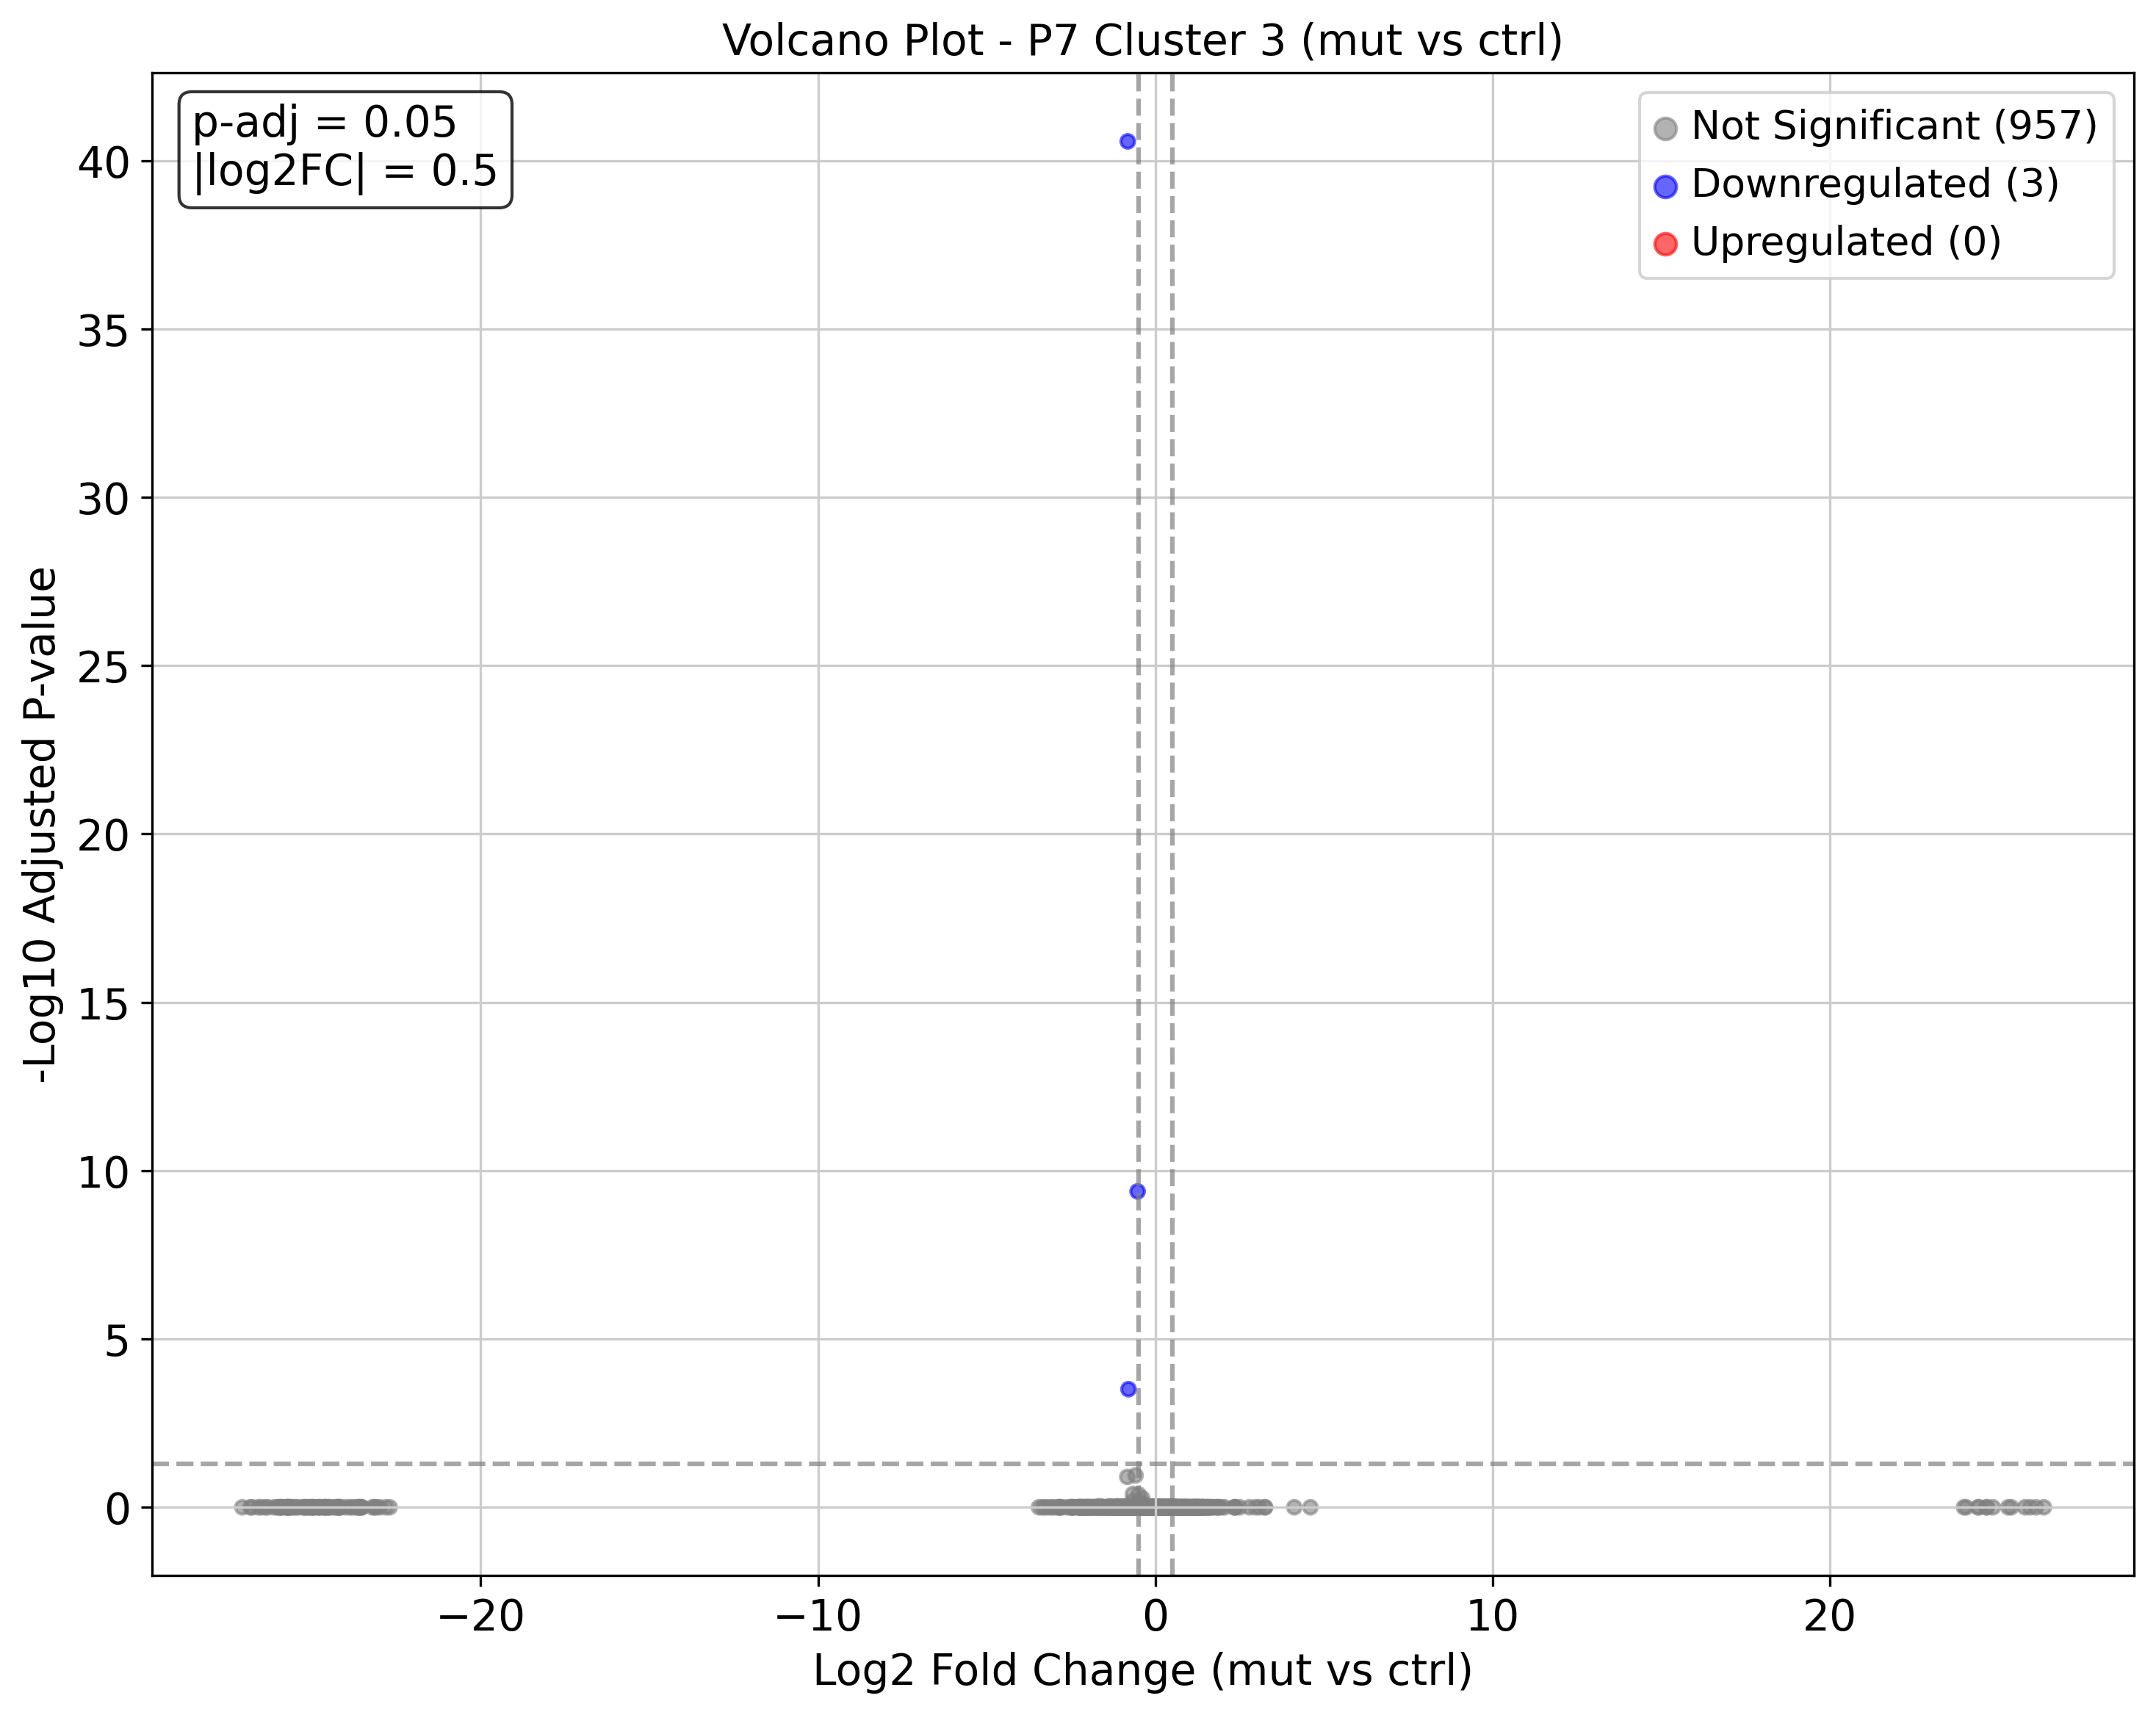 Volcano Plot - P7 Cluster 3 (mut vs ctrl)
p-adj = 0.05
|log2FC| = 0.5
Not Significant (957)
Downregulated (3)
Upregulated (0)
-Log10 Adjusted P-value
40
35
30
25
20
15
10
5
0
−20
−10
0
10
20
Log2 Fold Change (mut vs ctrl)